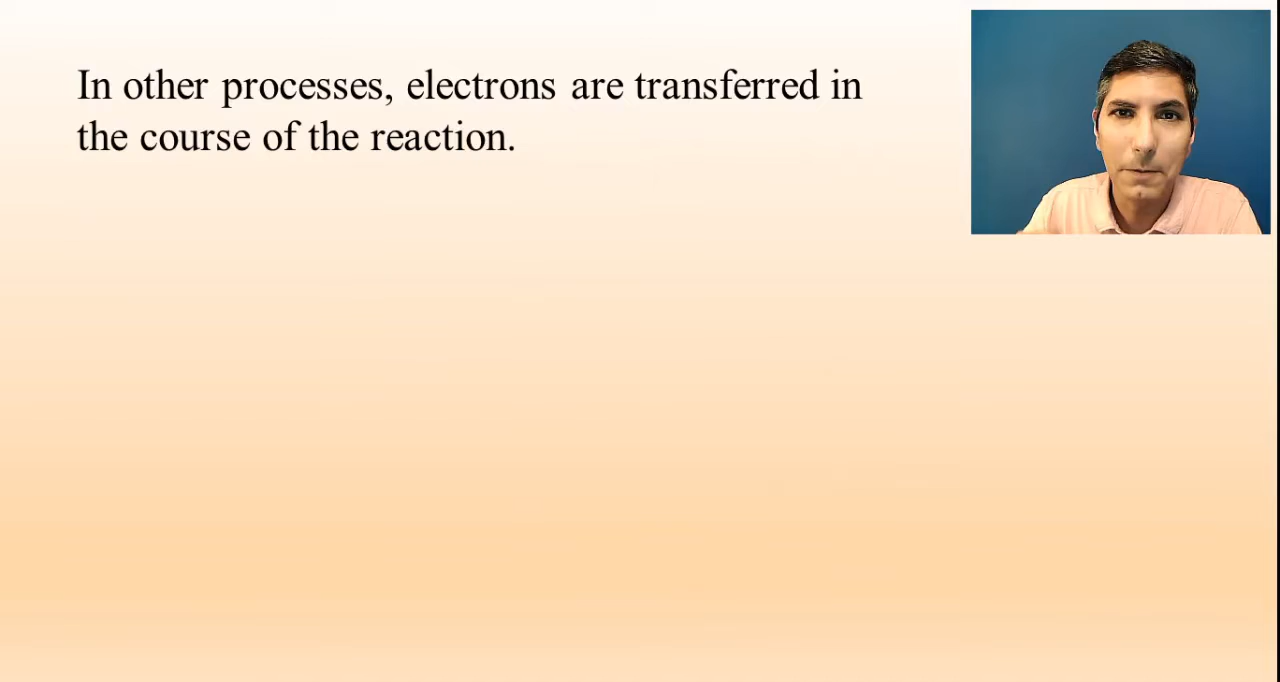 In other processes, electrons are transferred in
the course of the reaction.